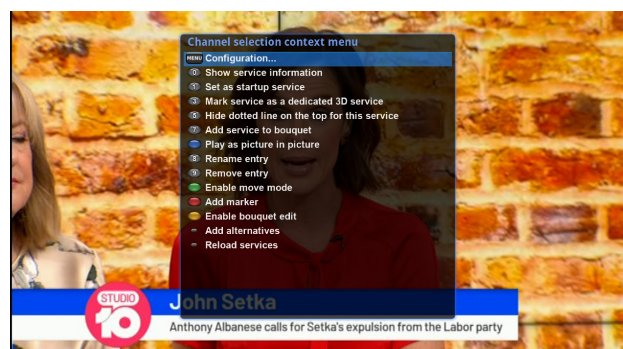 Channel selection context menu
MENU Configuration...
0 Show service information
1 Set as startup service
3 Mark service as a dedicated 3D service
5 Hide dotted line on the top for this service
7 Add service to bouquet
Play as picture in picture
8 Rename entry
9 Remove entry
Enable move mode
Add marker
Enable bouquet edit
Add alternatives
Reload services
STUDIO
10
John Setka
Anthony Albanese calls for Setka's expulsion from the Labor party